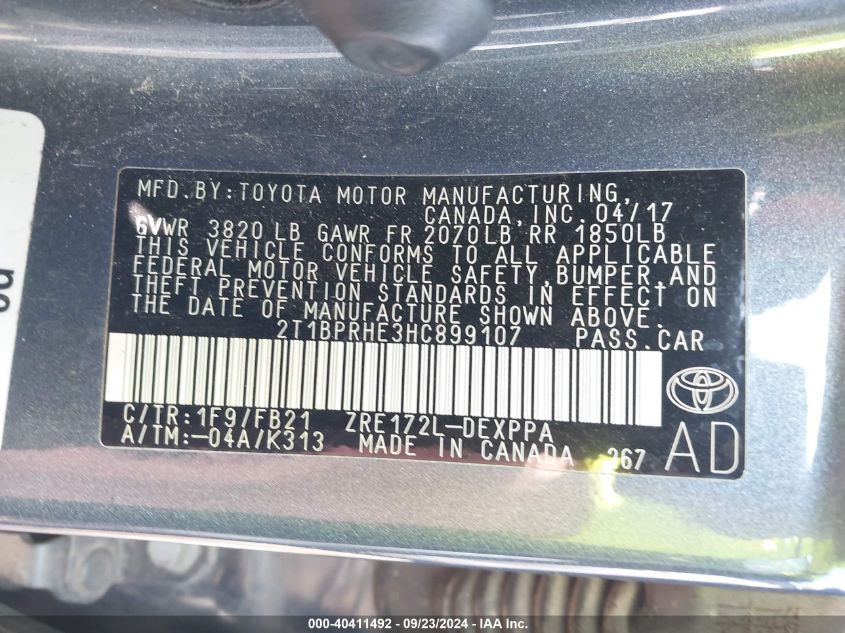 MFD. BY: TOYOTA MOTOR MANUFACTURING,
CANADA, INC. 04/17
GVWR 3820 LB GAWR FR 2070LB RR 1850LB
THIS VEHICLE CONFORMS TO ALL APPLICABLE
FEDERAL MOTOR VEHICLE SAFETY, BUMPER, AND
THEFT PREVENTION STANDARDS IN EFFECT ON
THE DATE OF MANUFACTURE SHOWN ABOVE.
2T1BPRHE3HC899107 PASS. CAR
C/TR: 1F9/FB21 ZRE172L-DEXPPA
A/TM: -04A/K313 MADE IN CANADA 267
AD
000-40411492 - 09/23/2024 - IAA Inc.